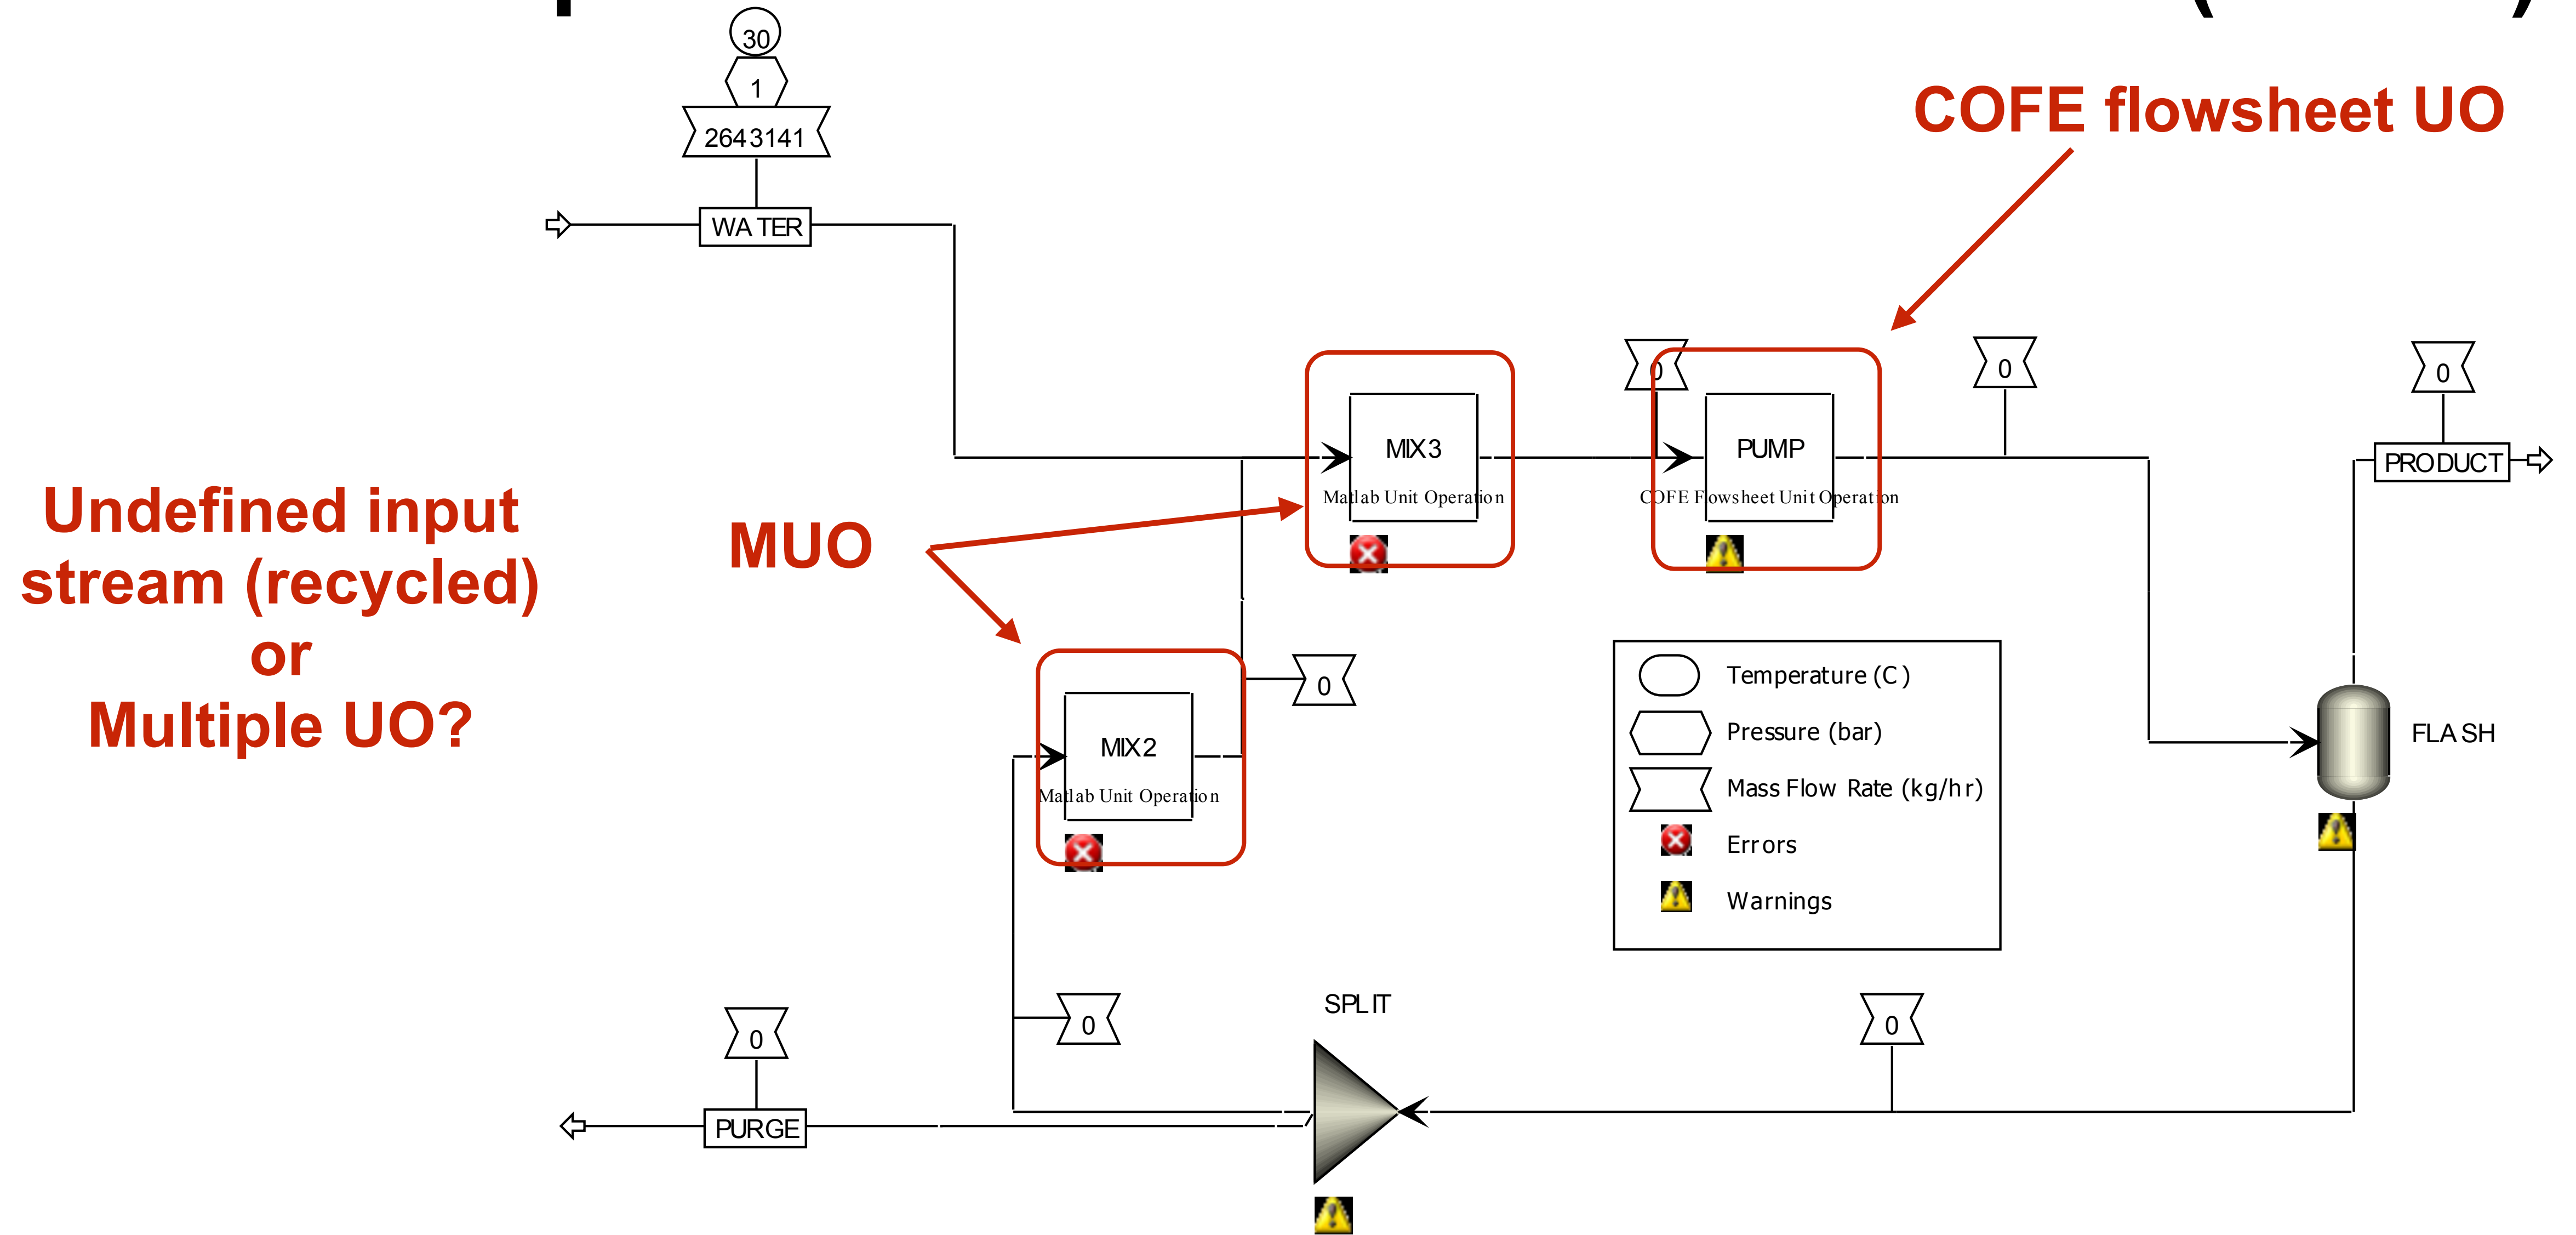 30
1
2643141
WATER
COFE flowsheet UO
0
0
0
MIX3
Matlab Unit Operation
PUMP
COFE Flowsheet Unit Operation
PRODUCT
Undefined input
stream (recycled)
or
Multiple UO?
MUO
0
MIX2
Matlab Unit Operation
Temperature (C)
Pressure (bar)
Mass Flow Rate (kg/hr)
Errors
Warnings
FLASH
0
0
0
SPLIT
PURGE